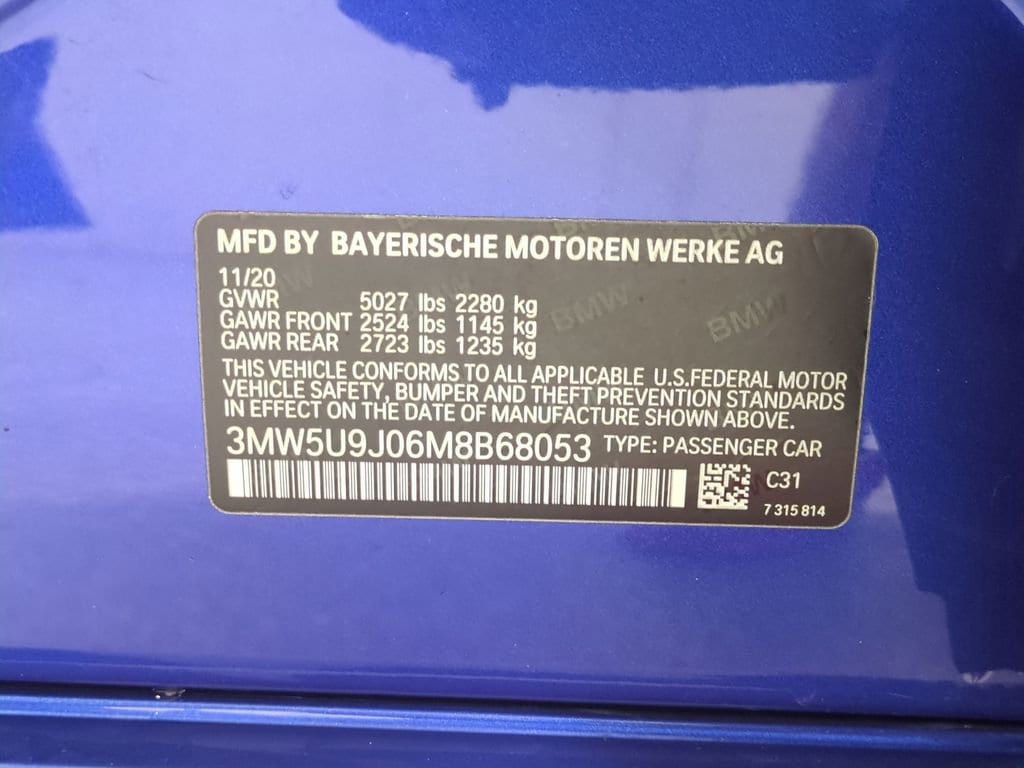 MFD BY BAYERISCHE MOTOREN WERKE AG
11/20
GVWR 5027 lbs 2280 kg
GAWR FRONT 2524 lbs 1145 kg
GAWR REAR 2723 lbs 1235 kg
THIS VEHICLE CONFORMS TO ALL APPLICABLE U.S.FEDERAL MOTOR
VEHICLE SAFETY, BUMPER AND THEFT PREVENTION STANDARDS
IN EFFECT ON THE DATE OF MANUFACTURE SHOWN ABOVE.
3MW5U9J06M8B68053 TYPE: PASSENGER CAR
C31
7 315 814
BMW
BMW